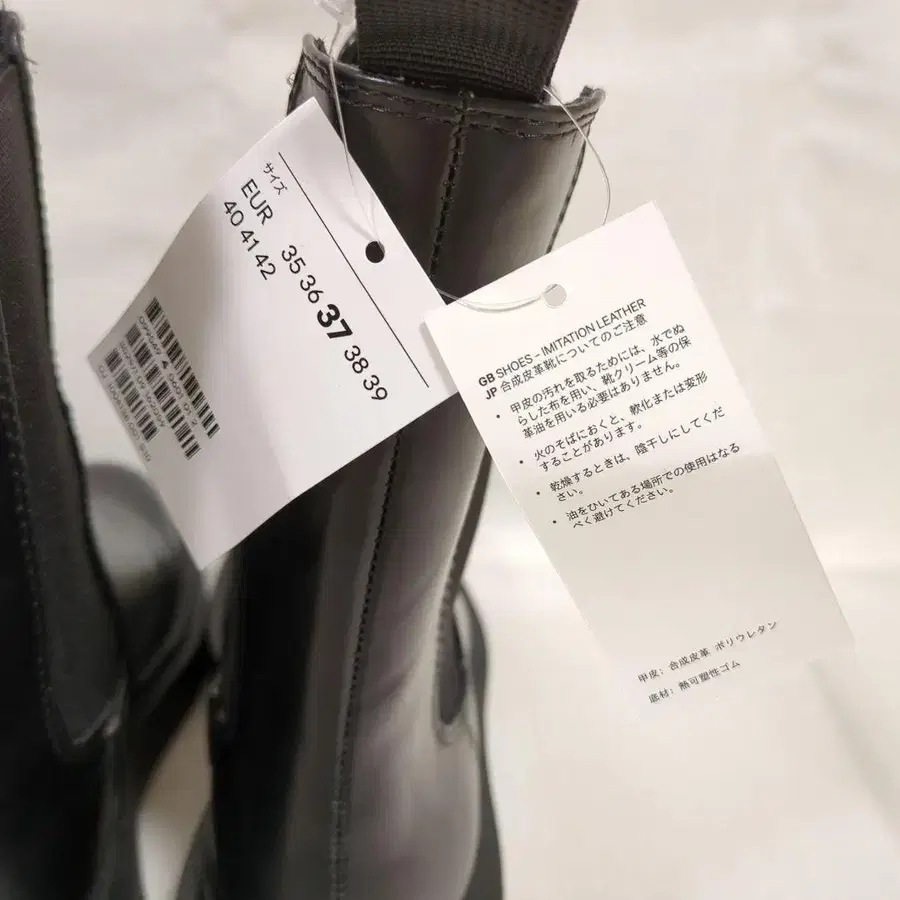 サイズ
EUR 35 36 37 38 39
40 41 42
GB SHOES – IMITATION LEATHER
JP 合成皮革靴についてのご注意
• 甲皮の汚れを取るためには、水でぬ
らした布を用い、靴クリーム等の保
革油を用いる必要はありません。
• 火のそばにおくと、軟化または変形
することがあります。
• 乾燥するときは、陰干しにしてくだ
さい。
• 油をひいてある場所での使用はなる
べく避けてください。
甲皮：合成皮革 ポリウレタン
底材：熱可塑性ゴム